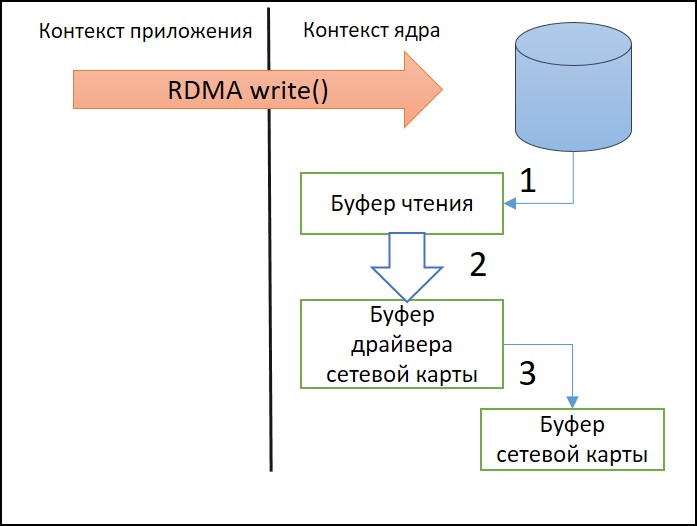 Контекст приложения
Контекст ядра
RDMA write()
1
Буфер чтения
2
Буфер
драйвера
сетевой карты
3
Буфер
сетевой карты